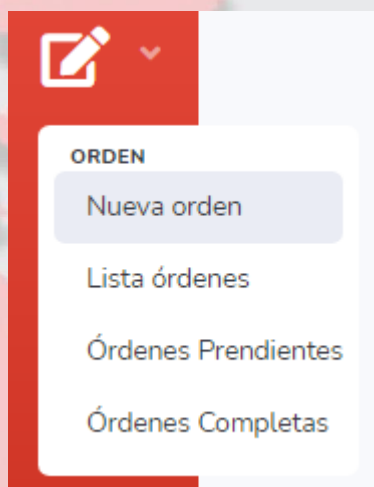 ORDEN
Nueva orden
Lista órdenes
Órdenes Prendientes
Órdenes Completas